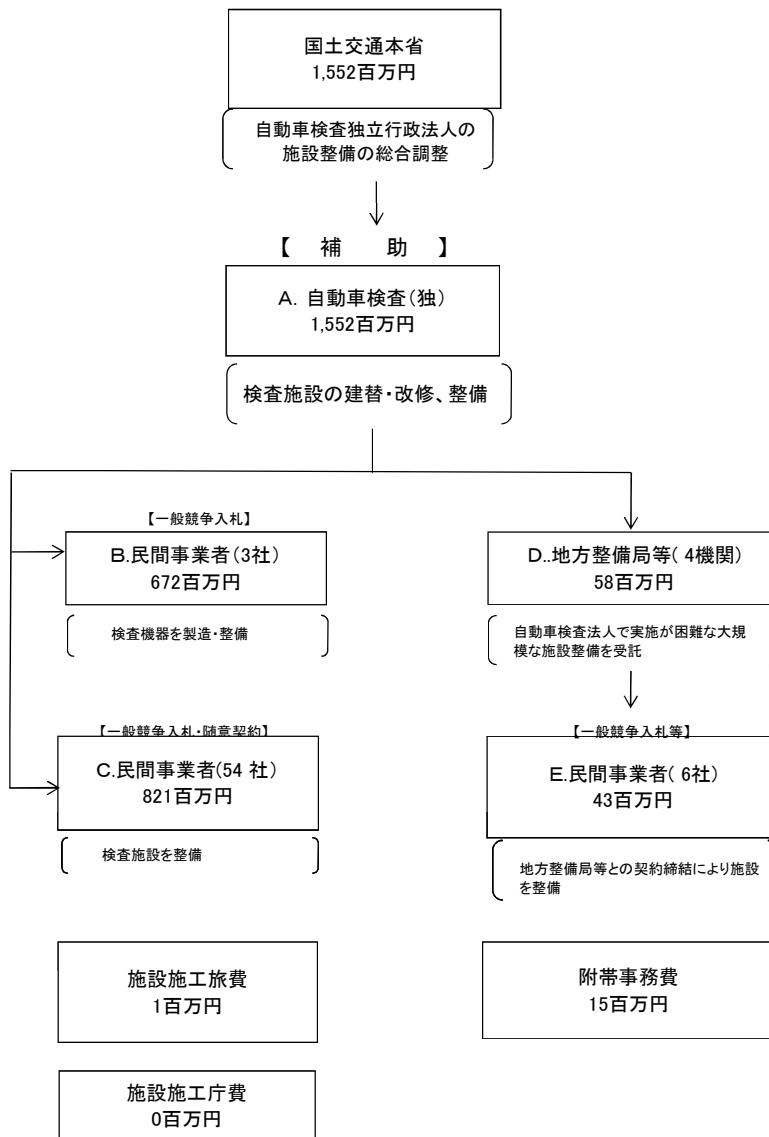 国土交通本省
1,552百万円
自動車検査独立行政法人の
施設整備の総合調整
【 補 助 】
A. 自動車検査(独)
1,552百万円
検査施設の建替・改修、整備
【一般競争入札】
B.民間事業者(3社)
672百万円
検査機器を製造・整備
D..地方整備局等( 4機関)
58百万円
自動車検査法人で実施が困難な大規
模な施設整備を受託
【一般競争入札・随意契約】
C.民間事業者(54 社)
821百万円
検査施設を整備
【一般競争入札等】
E.民間事業者( 6社)
43百万円
地方整備局等との契約締結により施設
を整備
施設施工旅費
1百万円
附帯事務費
15百万円
施設施工庁費
0百万円